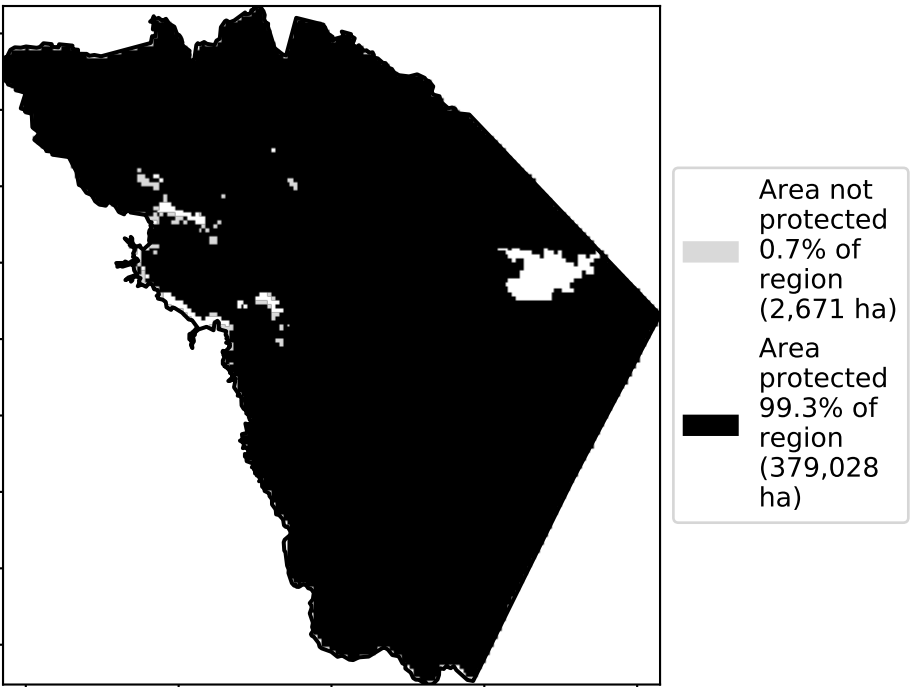 Area not
protected
0.7% of
region
(2,671 ha)
Area
protected
99.3% of
region
(379,028
ha)